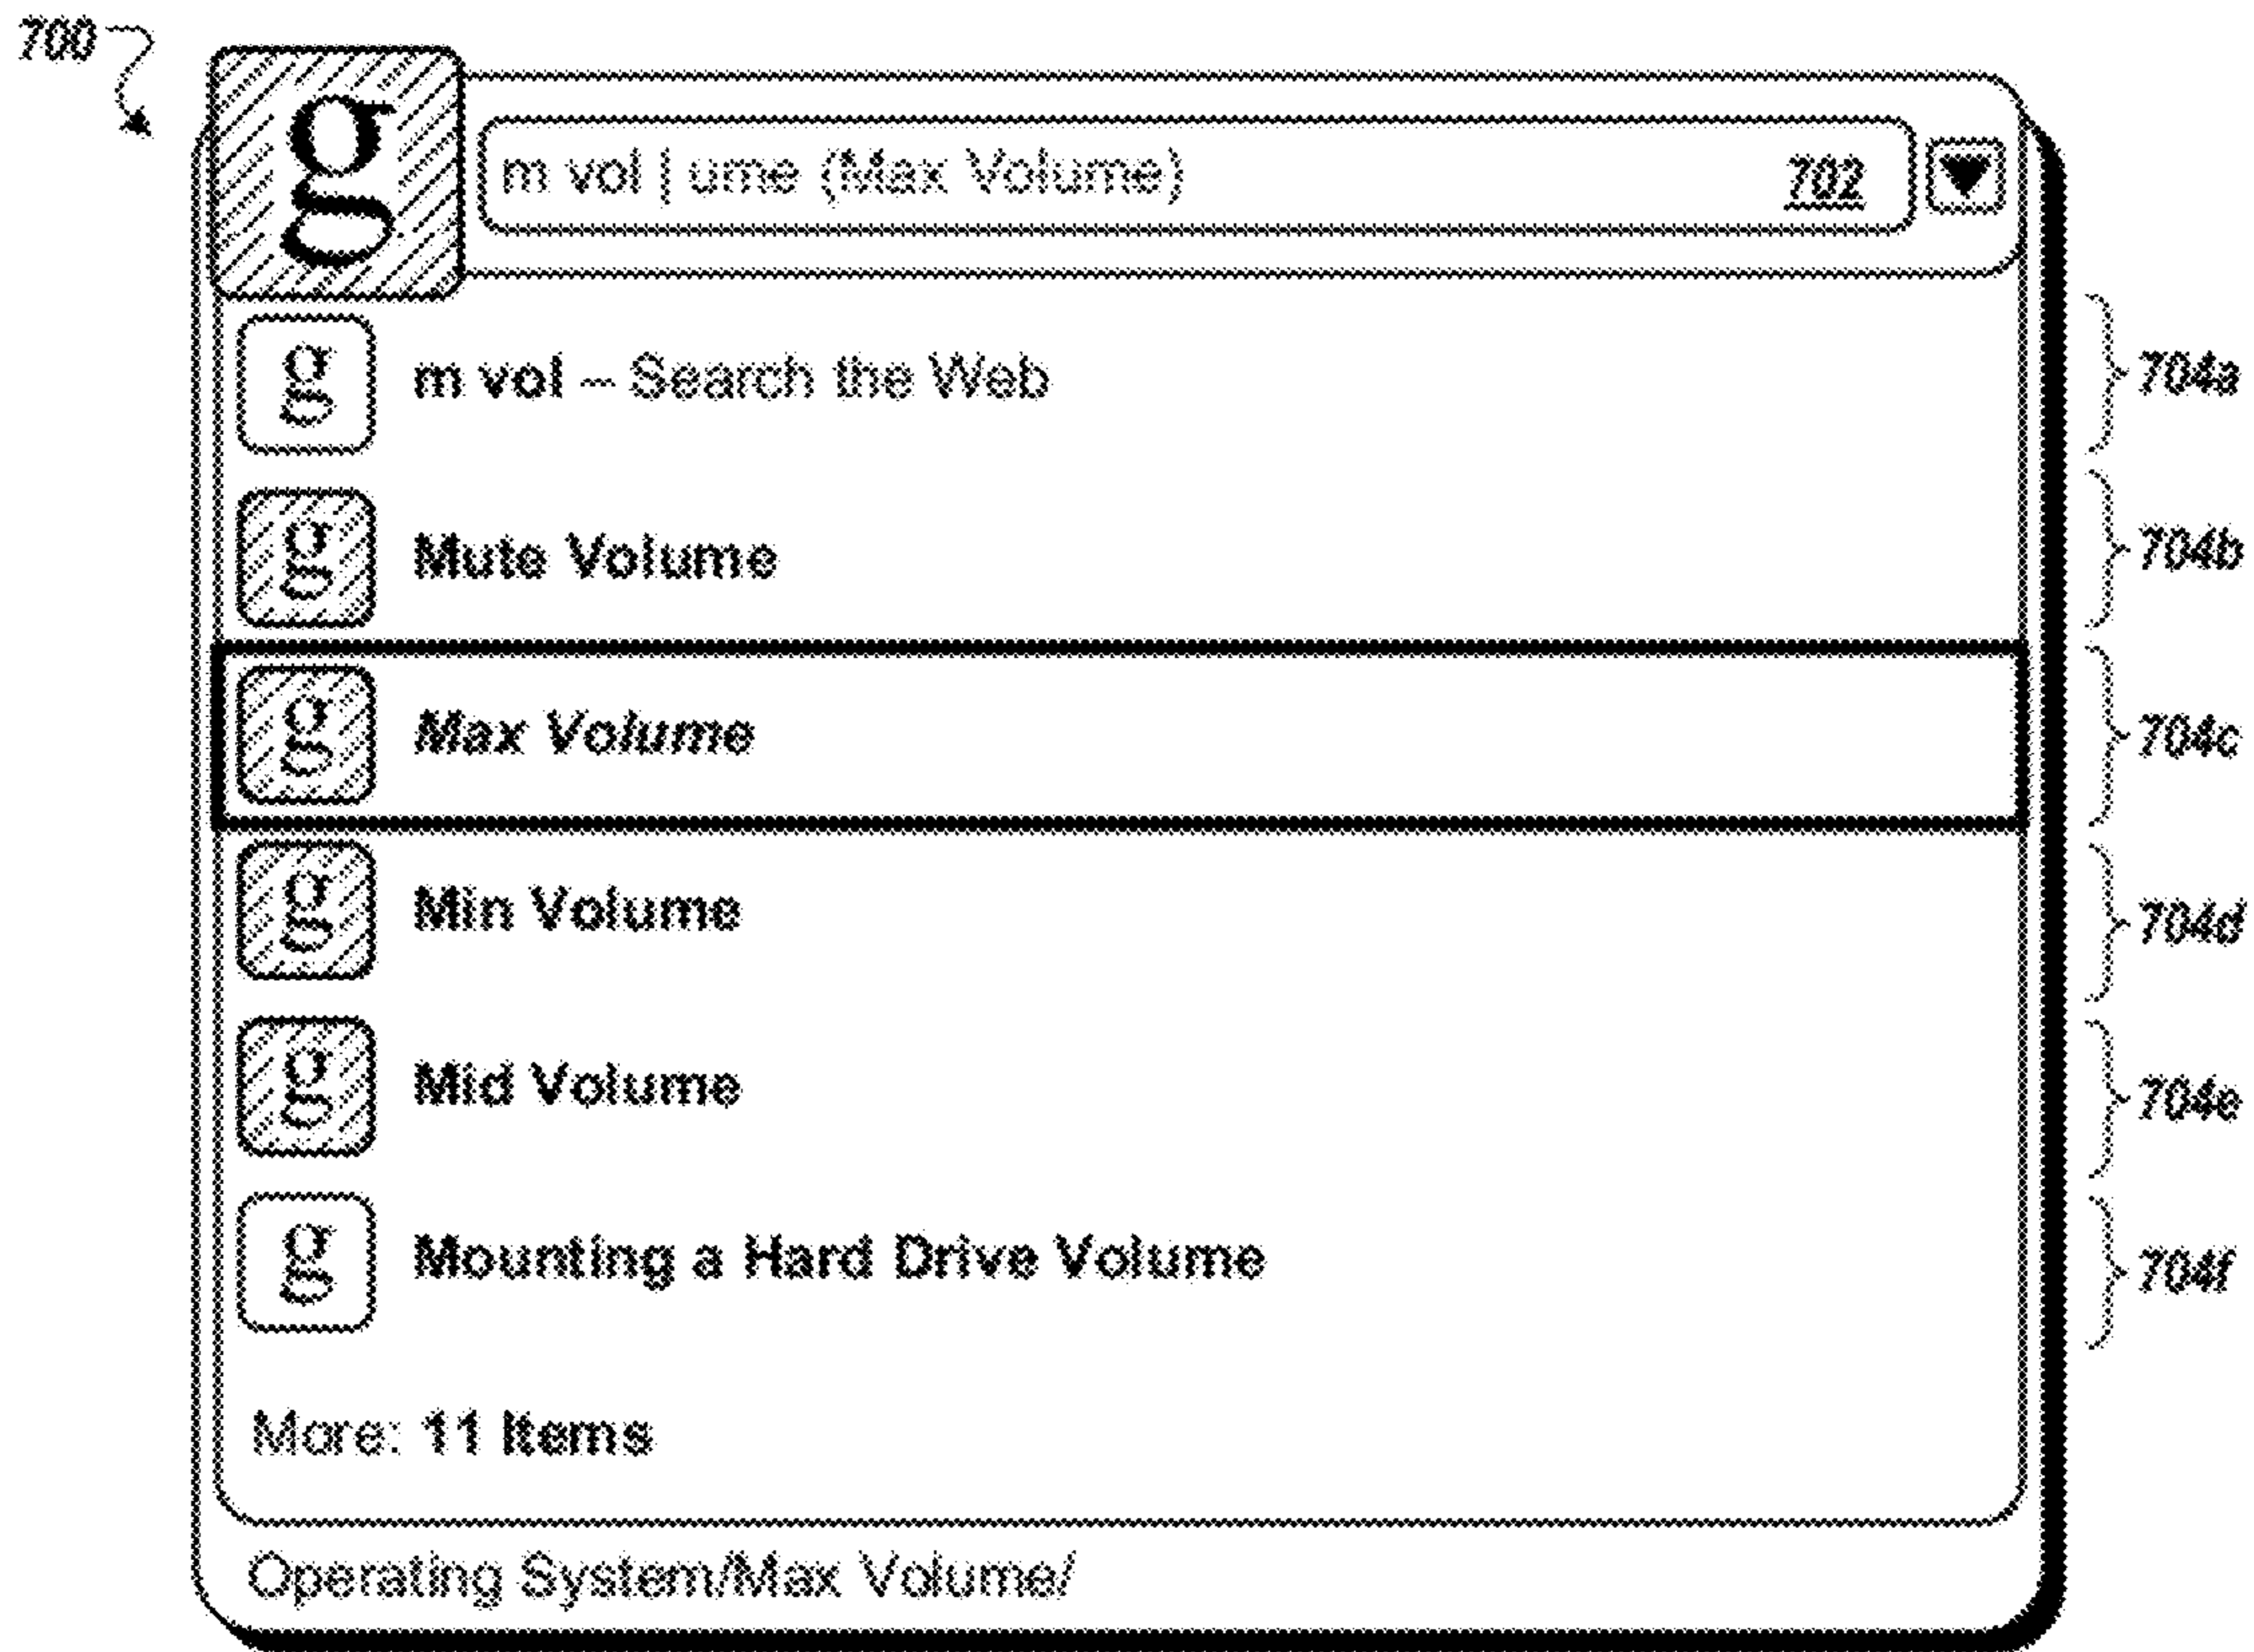 700
g
m vol | ume (Max Volume) 702
g m vol – Search the Web 704a
g Mute Volume 704b
g Max Volume 704c
g Min Volume 704d
g Mid Volume 704e
g Mounting a Hard Drive Volume 704f
More: 11 Items
Operating System/Max Volume/